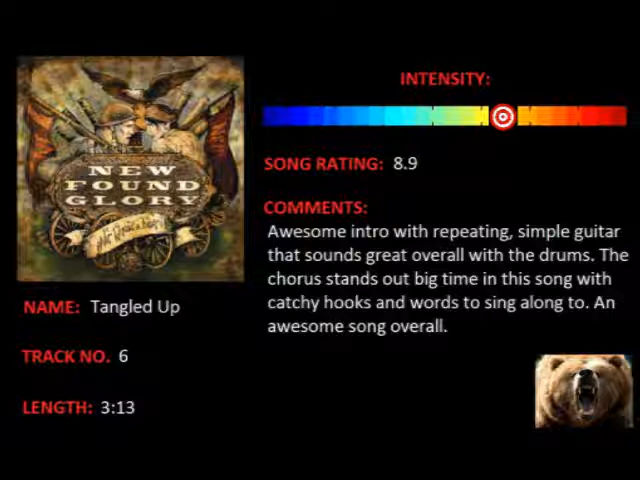 INTENSITY:
NEW
FOUND
GLORY
SONG RATING: 8.9
COMMENTS:
Awesome intro with repeating, simple guitar
that sounds great overall with the drums. The
chorus stands out big time in this song with
catchy hooks and words to sing along to. An
awesome song overall.
NAME: Tangled Up
TRACK NO. 6
LENGTH: 3:13